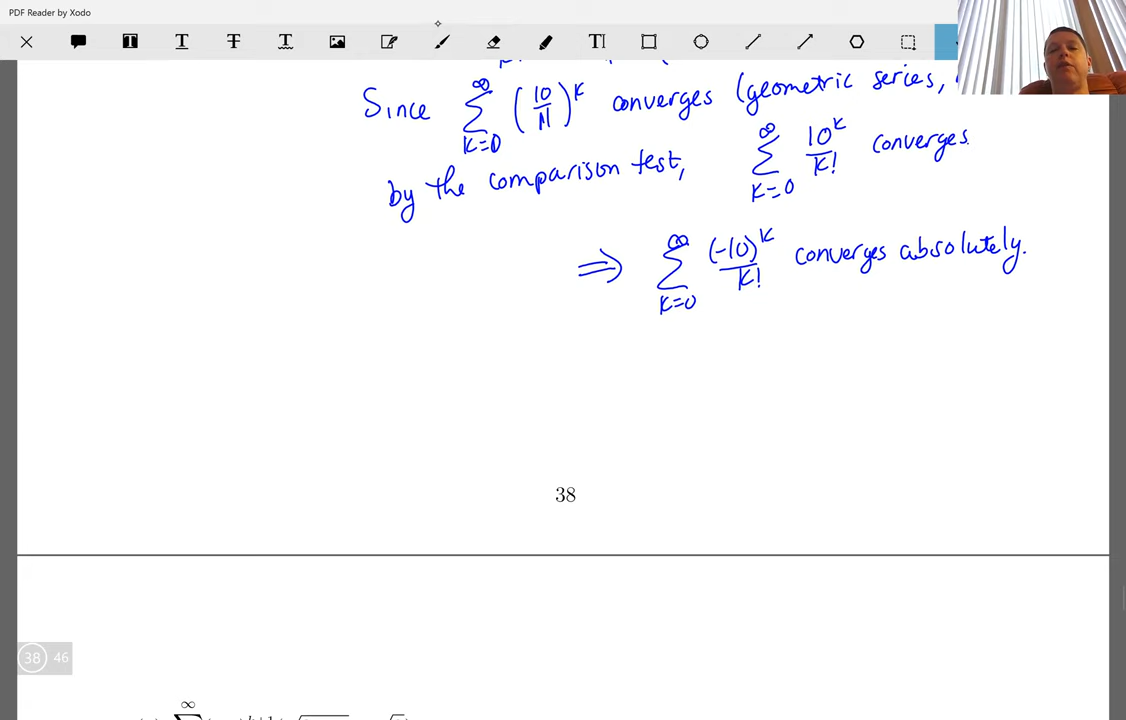 PDF Reader by Xodo
Since ∑_{k=0}^{∞} (10/11)^k converges (geometric series,
by the comparison test, ∑_{k=0}^{∞} 10^k/k! converges.
⇒ ∑_{k=0}^{∞} (-10)^k/k! converges absolutely.
38
38 46